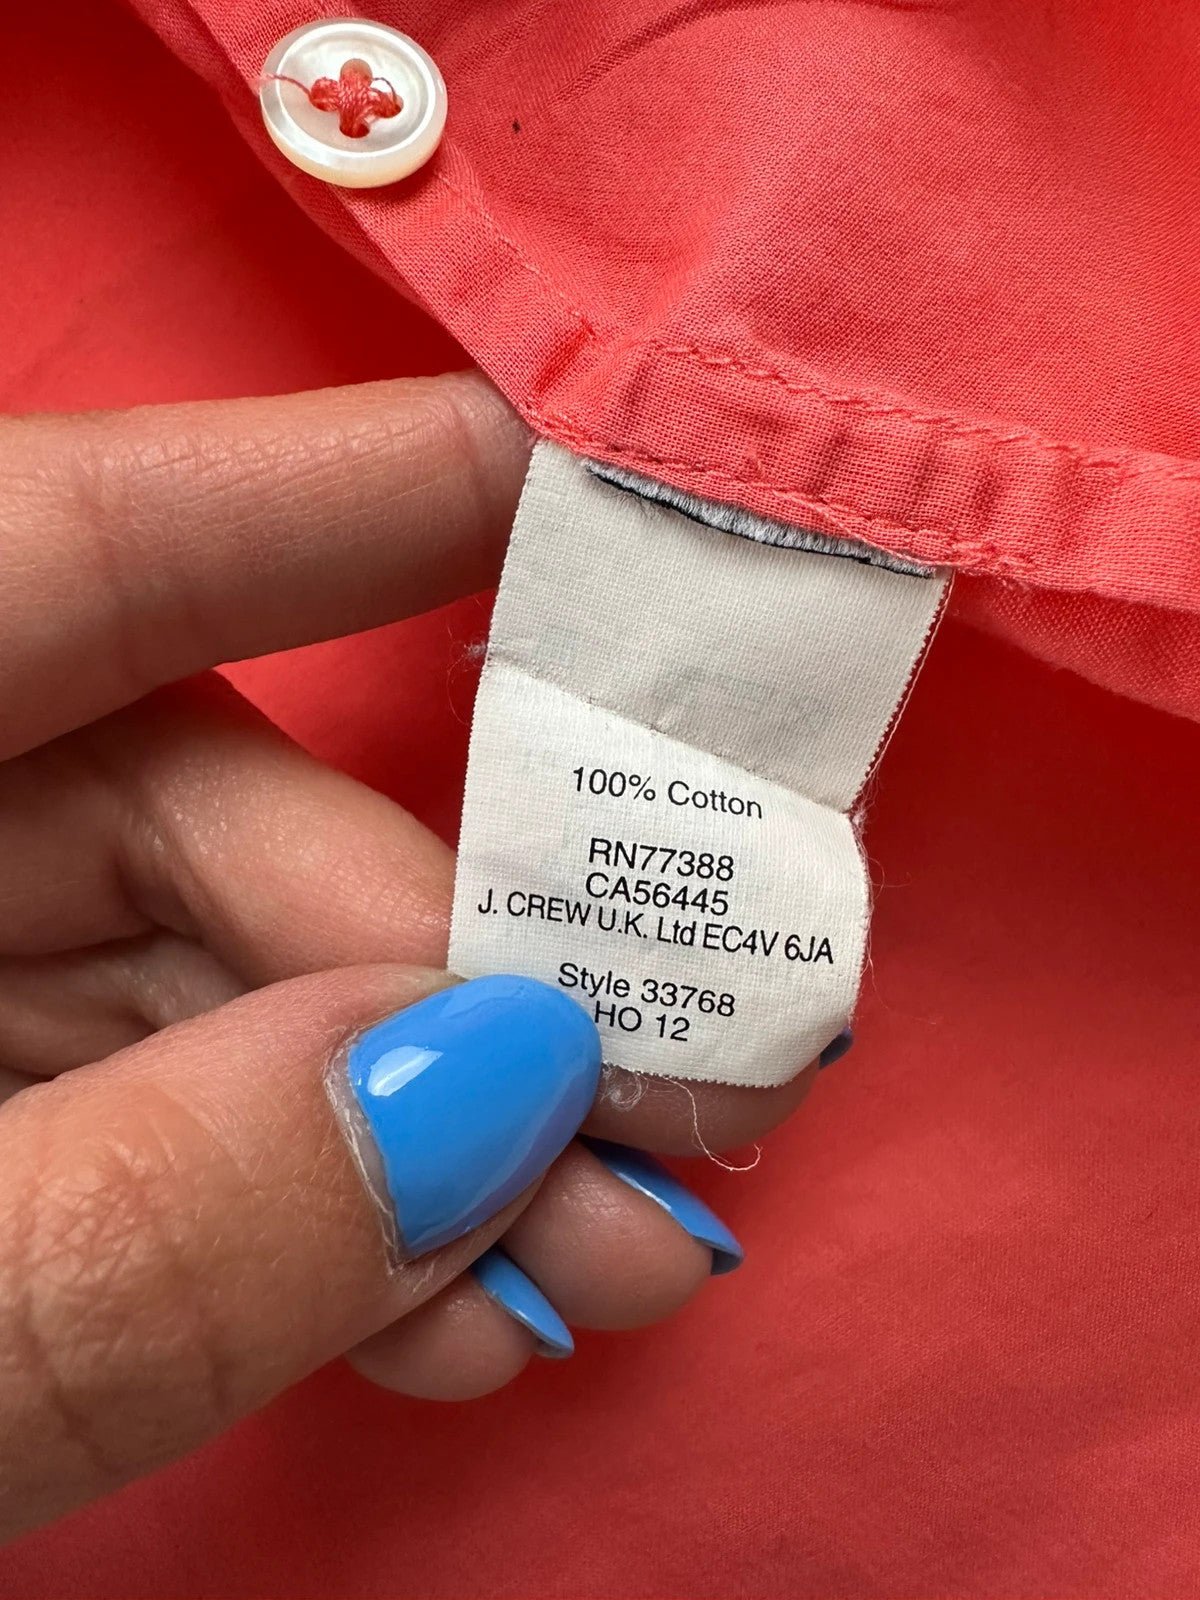 100% Cotton
RN77388
CA56445
J. CREW U.K. Ltd EC4V 6JA
Style 33768
HO 12